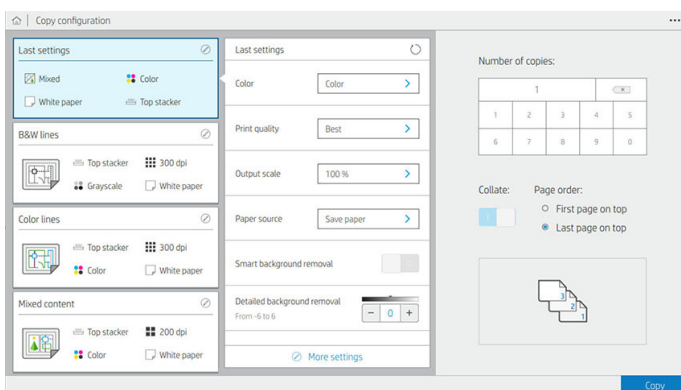 Copy configuration
Last settings
Mixed
Color
White paper
Top stacker
B&W lines
Top stacker
300 dpi
Grayscale
White paper
Color lines
Top stacker
300 dpi
Color
White paper
Mixed content
Top stacker
200 dpi
Color
White paper
Last settings
Color
Color
Print quality
Best
Output scale
100 %
Paper source
Save paper
Smart background removal
Detailed background removal
From -6 to 6
- 0 +
More settings
Number of copies:
1
1 2 3 4 5
6 7 8 9 0
Collate:
Page order:
First page on top
Last page on top
3
2
1
Copy